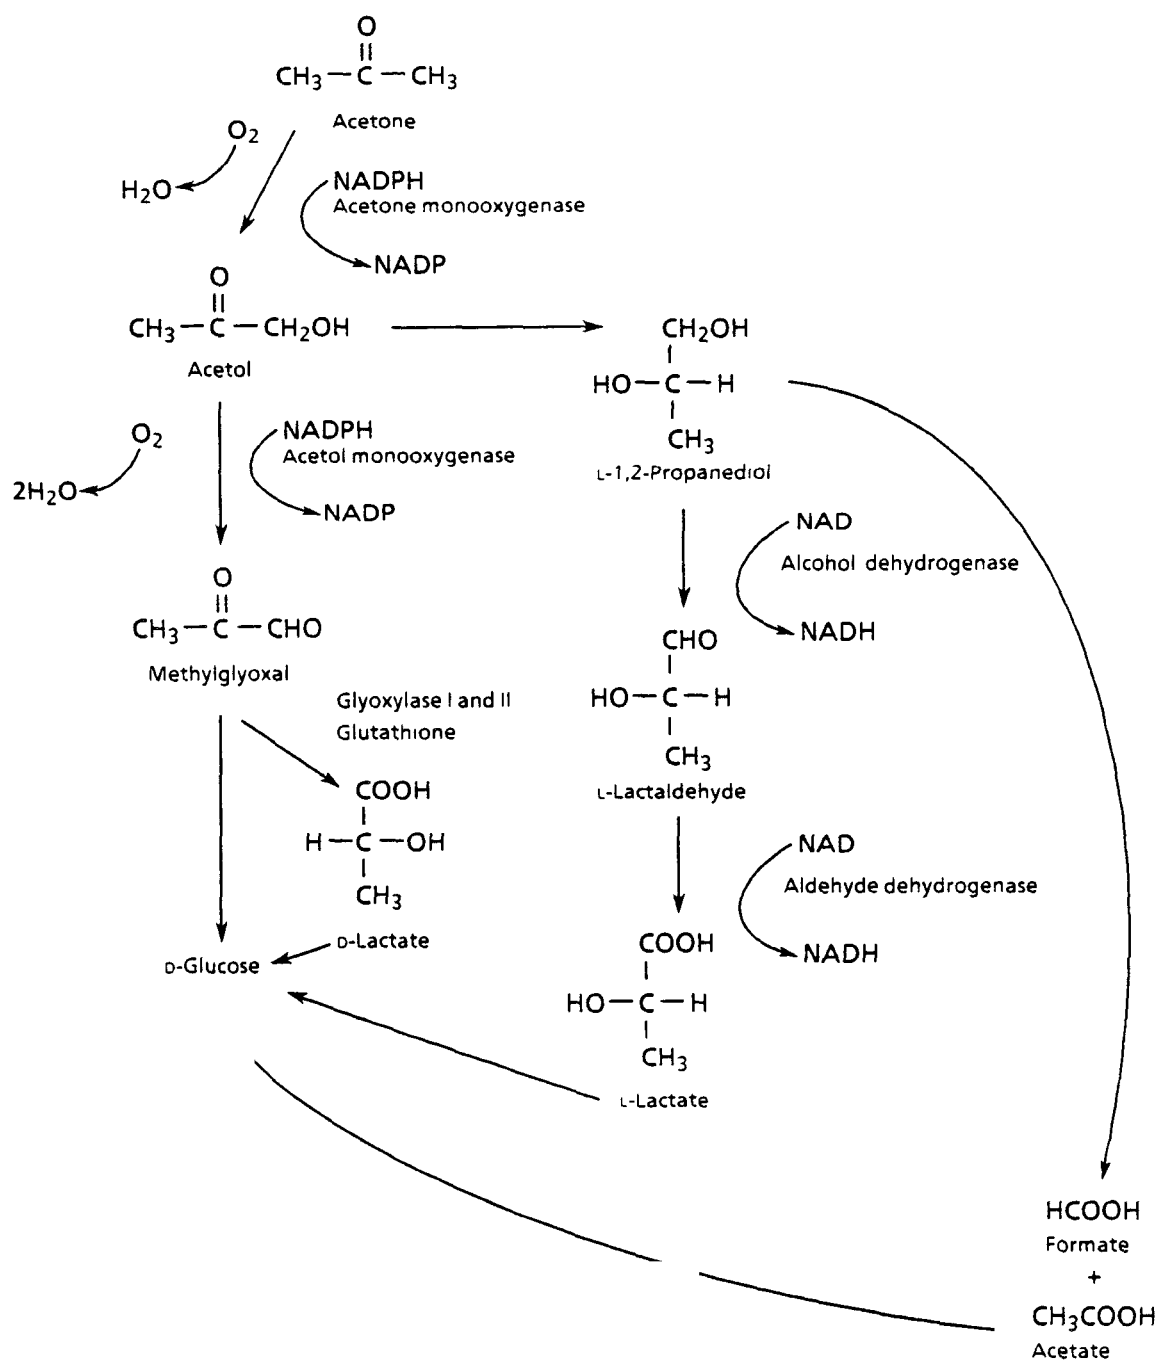 O
||
CH3—C—CH3
Acetone
O2
H2O
NADPH
Acetone monooxygenase
NADP
O
||
CH3—C—CH2OH
Acetol
O2
2H2O
NADPH
Acetol monooxygenase
NADP
O
||
CH3—C—CHO
Methylglyoxal
Glyoxylase I and II
Glutathione
COOH
H—C—OH
CH3
D-Lactate
D-Glucose
CH2OH
HO—C—H
CH3
L-1,2-Propanediol
NAD
Alcohol dehydrogenase
NADH
CHO
HO—C—H
CH3
L-Lactaldehyde
NAD
Aldehyde dehydrogenase
NADH
COOH
HO—C—H
CH3
L-Lactate
HCOOH
Formate
+
CH3COOH
Acetate